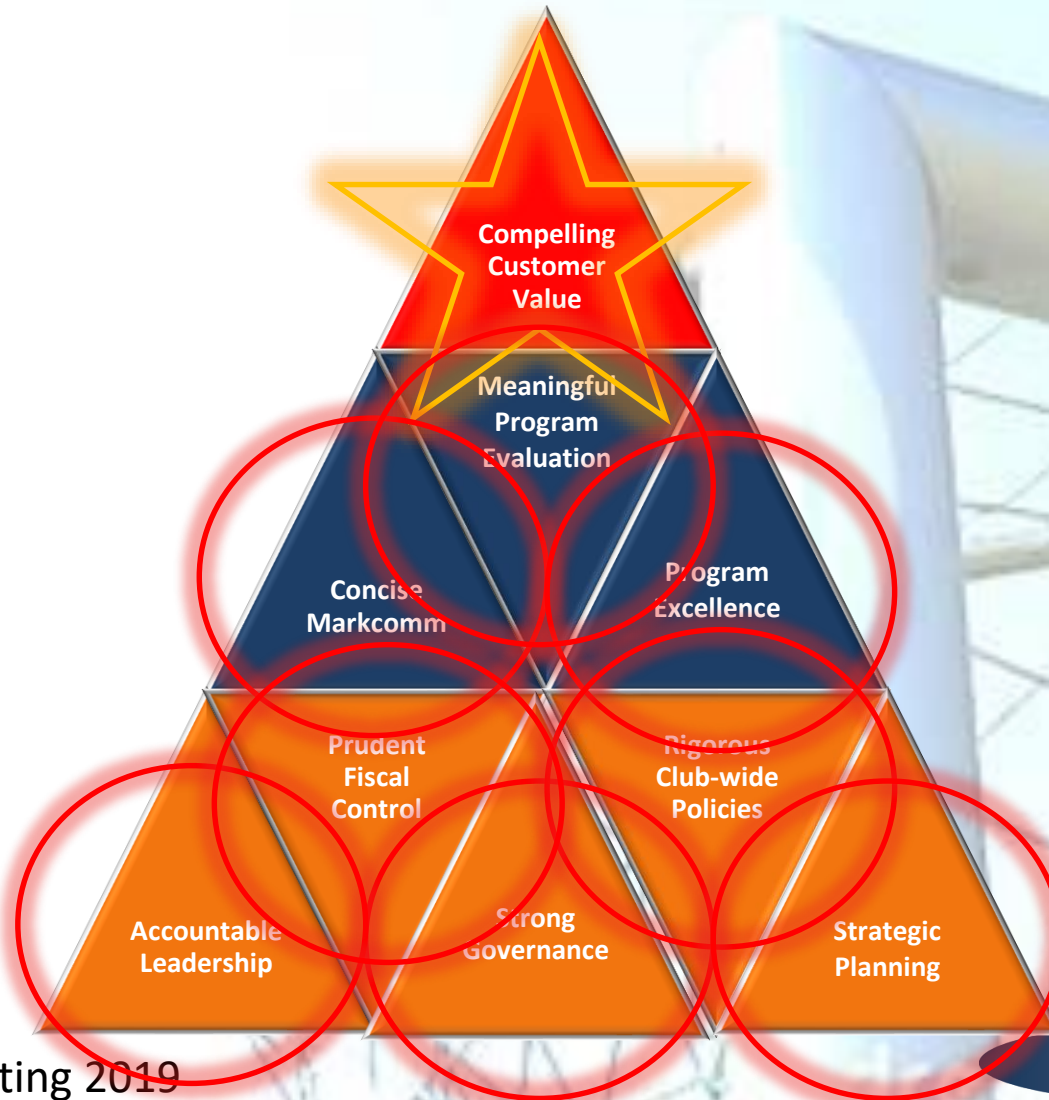 Compelling
Customer
Value
Meaningful
Program
Evaluation
Concise
Markcomm
Program
Excellence
Prudent
Fiscal
Control
Rigorous
Club-wide
Policies
Accountable
Leadership
Strong
Governance
Strategic
Planning
ting 2019